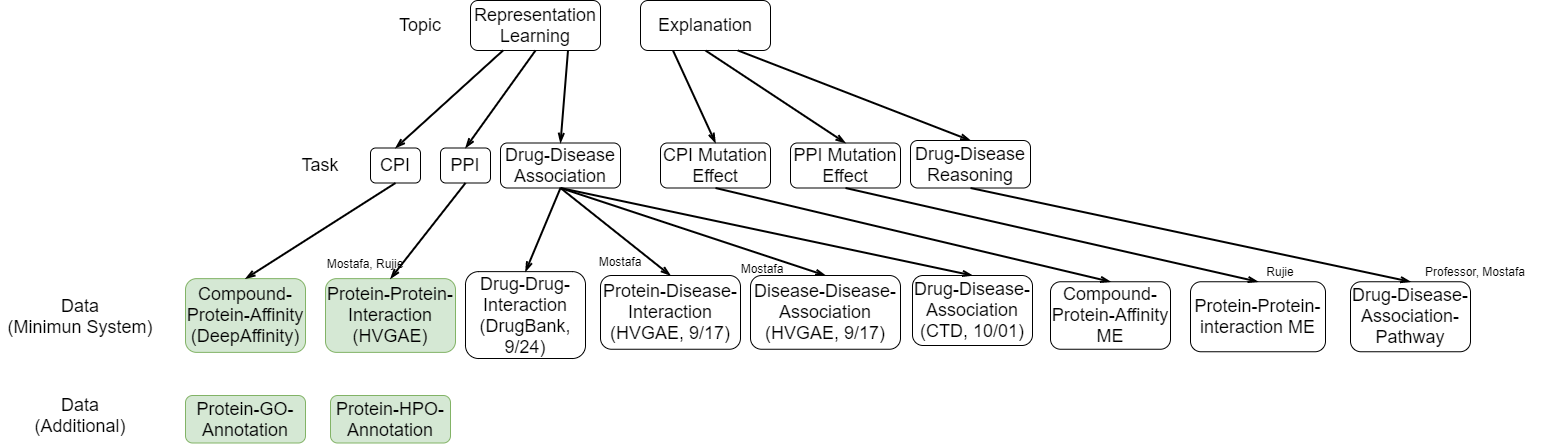 Topic
Representation
Learning
Explanation
Task
CPI
PPI
Drug-Disease
Association
CPI Mutation
Effect
PPI Mutation
Effect
Drug-Disease
Reasoning
Mostafa, Rujie
Mostafa
Mostafa
Rujie
Professor, Mostafa
Data
(Minimun System)
Compound-
Protein-Affinity
(DeepAffinity)
Protein-Protein-
Interaction
(HVGAE)
Drug-Drug-
Interaction
(DrugBank,
9/24)
Protein-Disease-
Interaction
(HVGAE, 9/17)
Disease-Disease-
Association
(HVGAE, 9/17)
Drug-Disease-
Association
(CTD, 10/01)
Compound-
Protein-Affinity
ME
Protein-Protein-
interaction ME
Drug-Disease-
Association-
Pathway
Data
(Additional)
Protein-GO-
Annotation
Protein-HPO-
Annotation